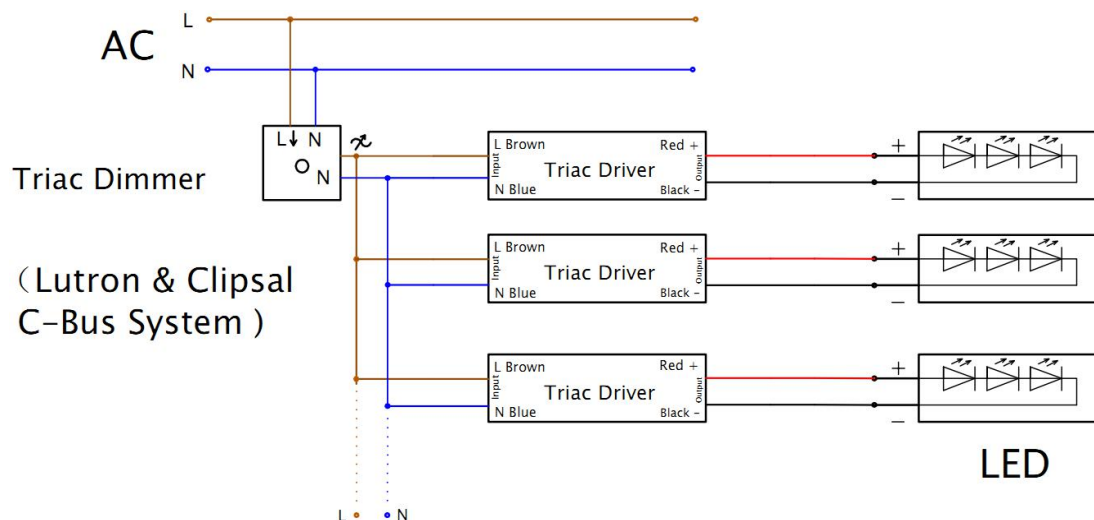 L
AC
N
L N
N
Triac Dimmer
(Lutron & Clipsal
C-Bus System )
L Brown
Input
N Blue
Triac Driver
Red +
Output
Black -
+
-
L Brown
Input
N Blue
Triac Driver
Red +
Output
Black -
+
-
L Brown
Input
N Blue
Triac Driver
Red +
Output
Black -
+
-
LED
L N